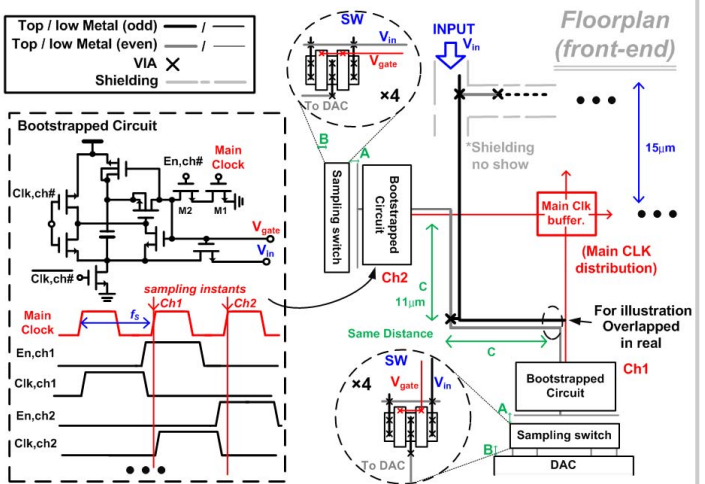 Top / low Metal (odd) /
Top / low Metal (even) /
VIA
Shielding
SW
Vin
Vgate
×4
To DAC
INPUT
Vin
Floorplan
(front-end)
*Shielding
no show
15μm
Bootstrapped Circuit
Main
Clock
En,ch#
Clk,ch#
M2
M1
Vgate
Vin
Clk,ch#
B
A
Sampling switch
Bootstrapped
Circuit
Ch2
Main Clk
buffer.
(Main CLK
distribution)
C
11μm
Same Distance
C
For illustration
Overlapped
in real
sampling instants
Ch1
Ch2
Main
Clock
fS
En,ch1
Clk,ch1
En,ch2
Clk,ch2
SW
×4
Vgate
Vin
To DAC
Ch1
Bootstrapped
Circuit
A
Sampling switch
B
DAC